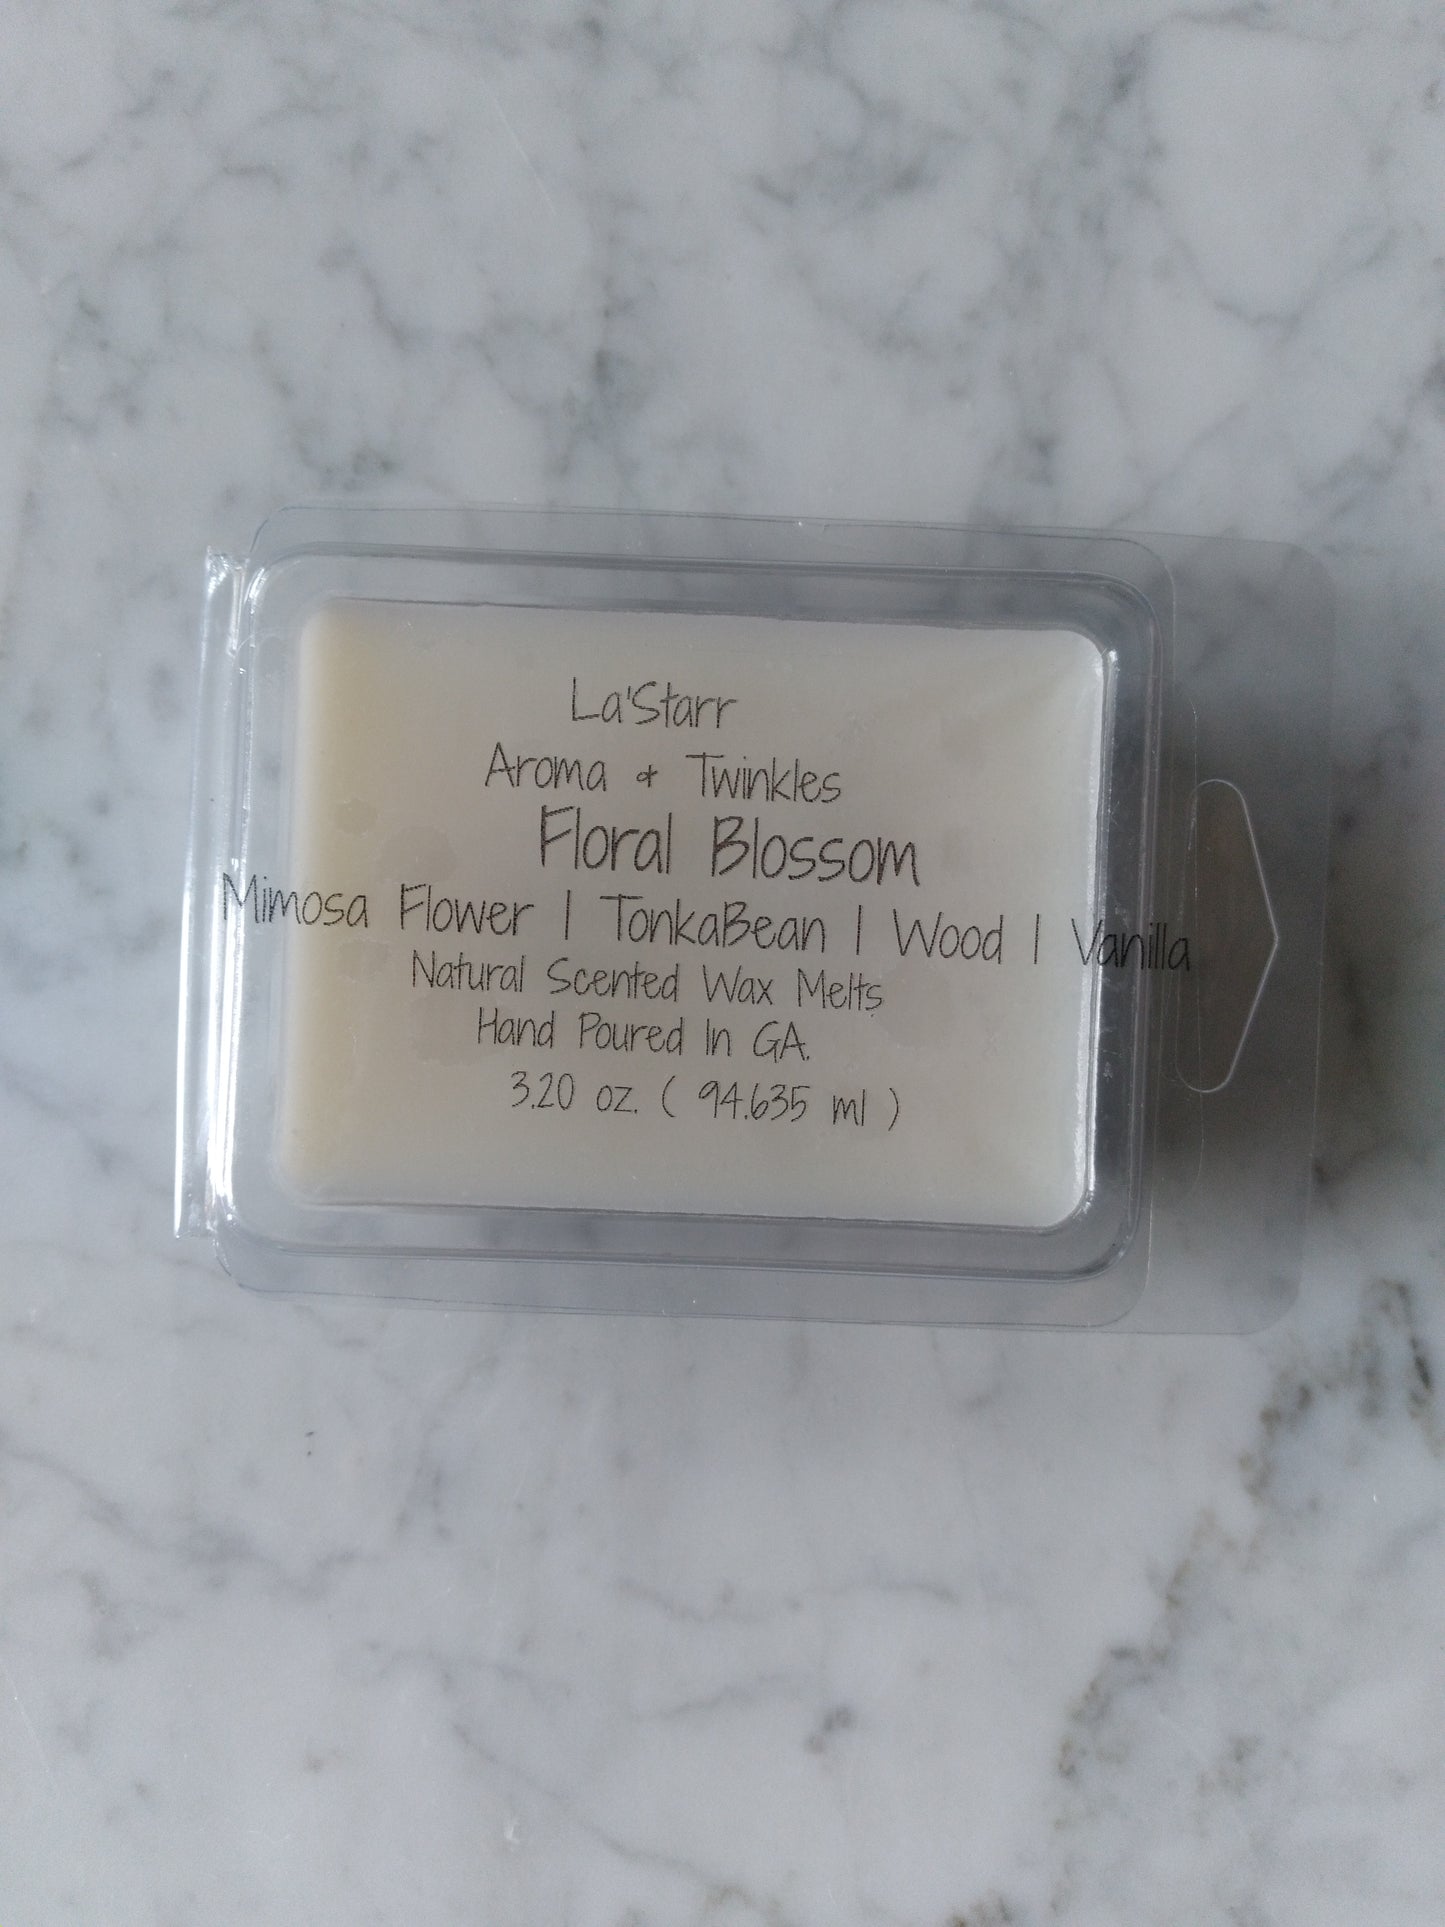 La'Starr
Aroma & Twinkles
Floral Blossom
Mimosa Flower | TonkaBean | Wood | Vanilla
Natural Scented Wax Melts
Hand Poured In GA.
3.20 oz. ( 94.635 ml )